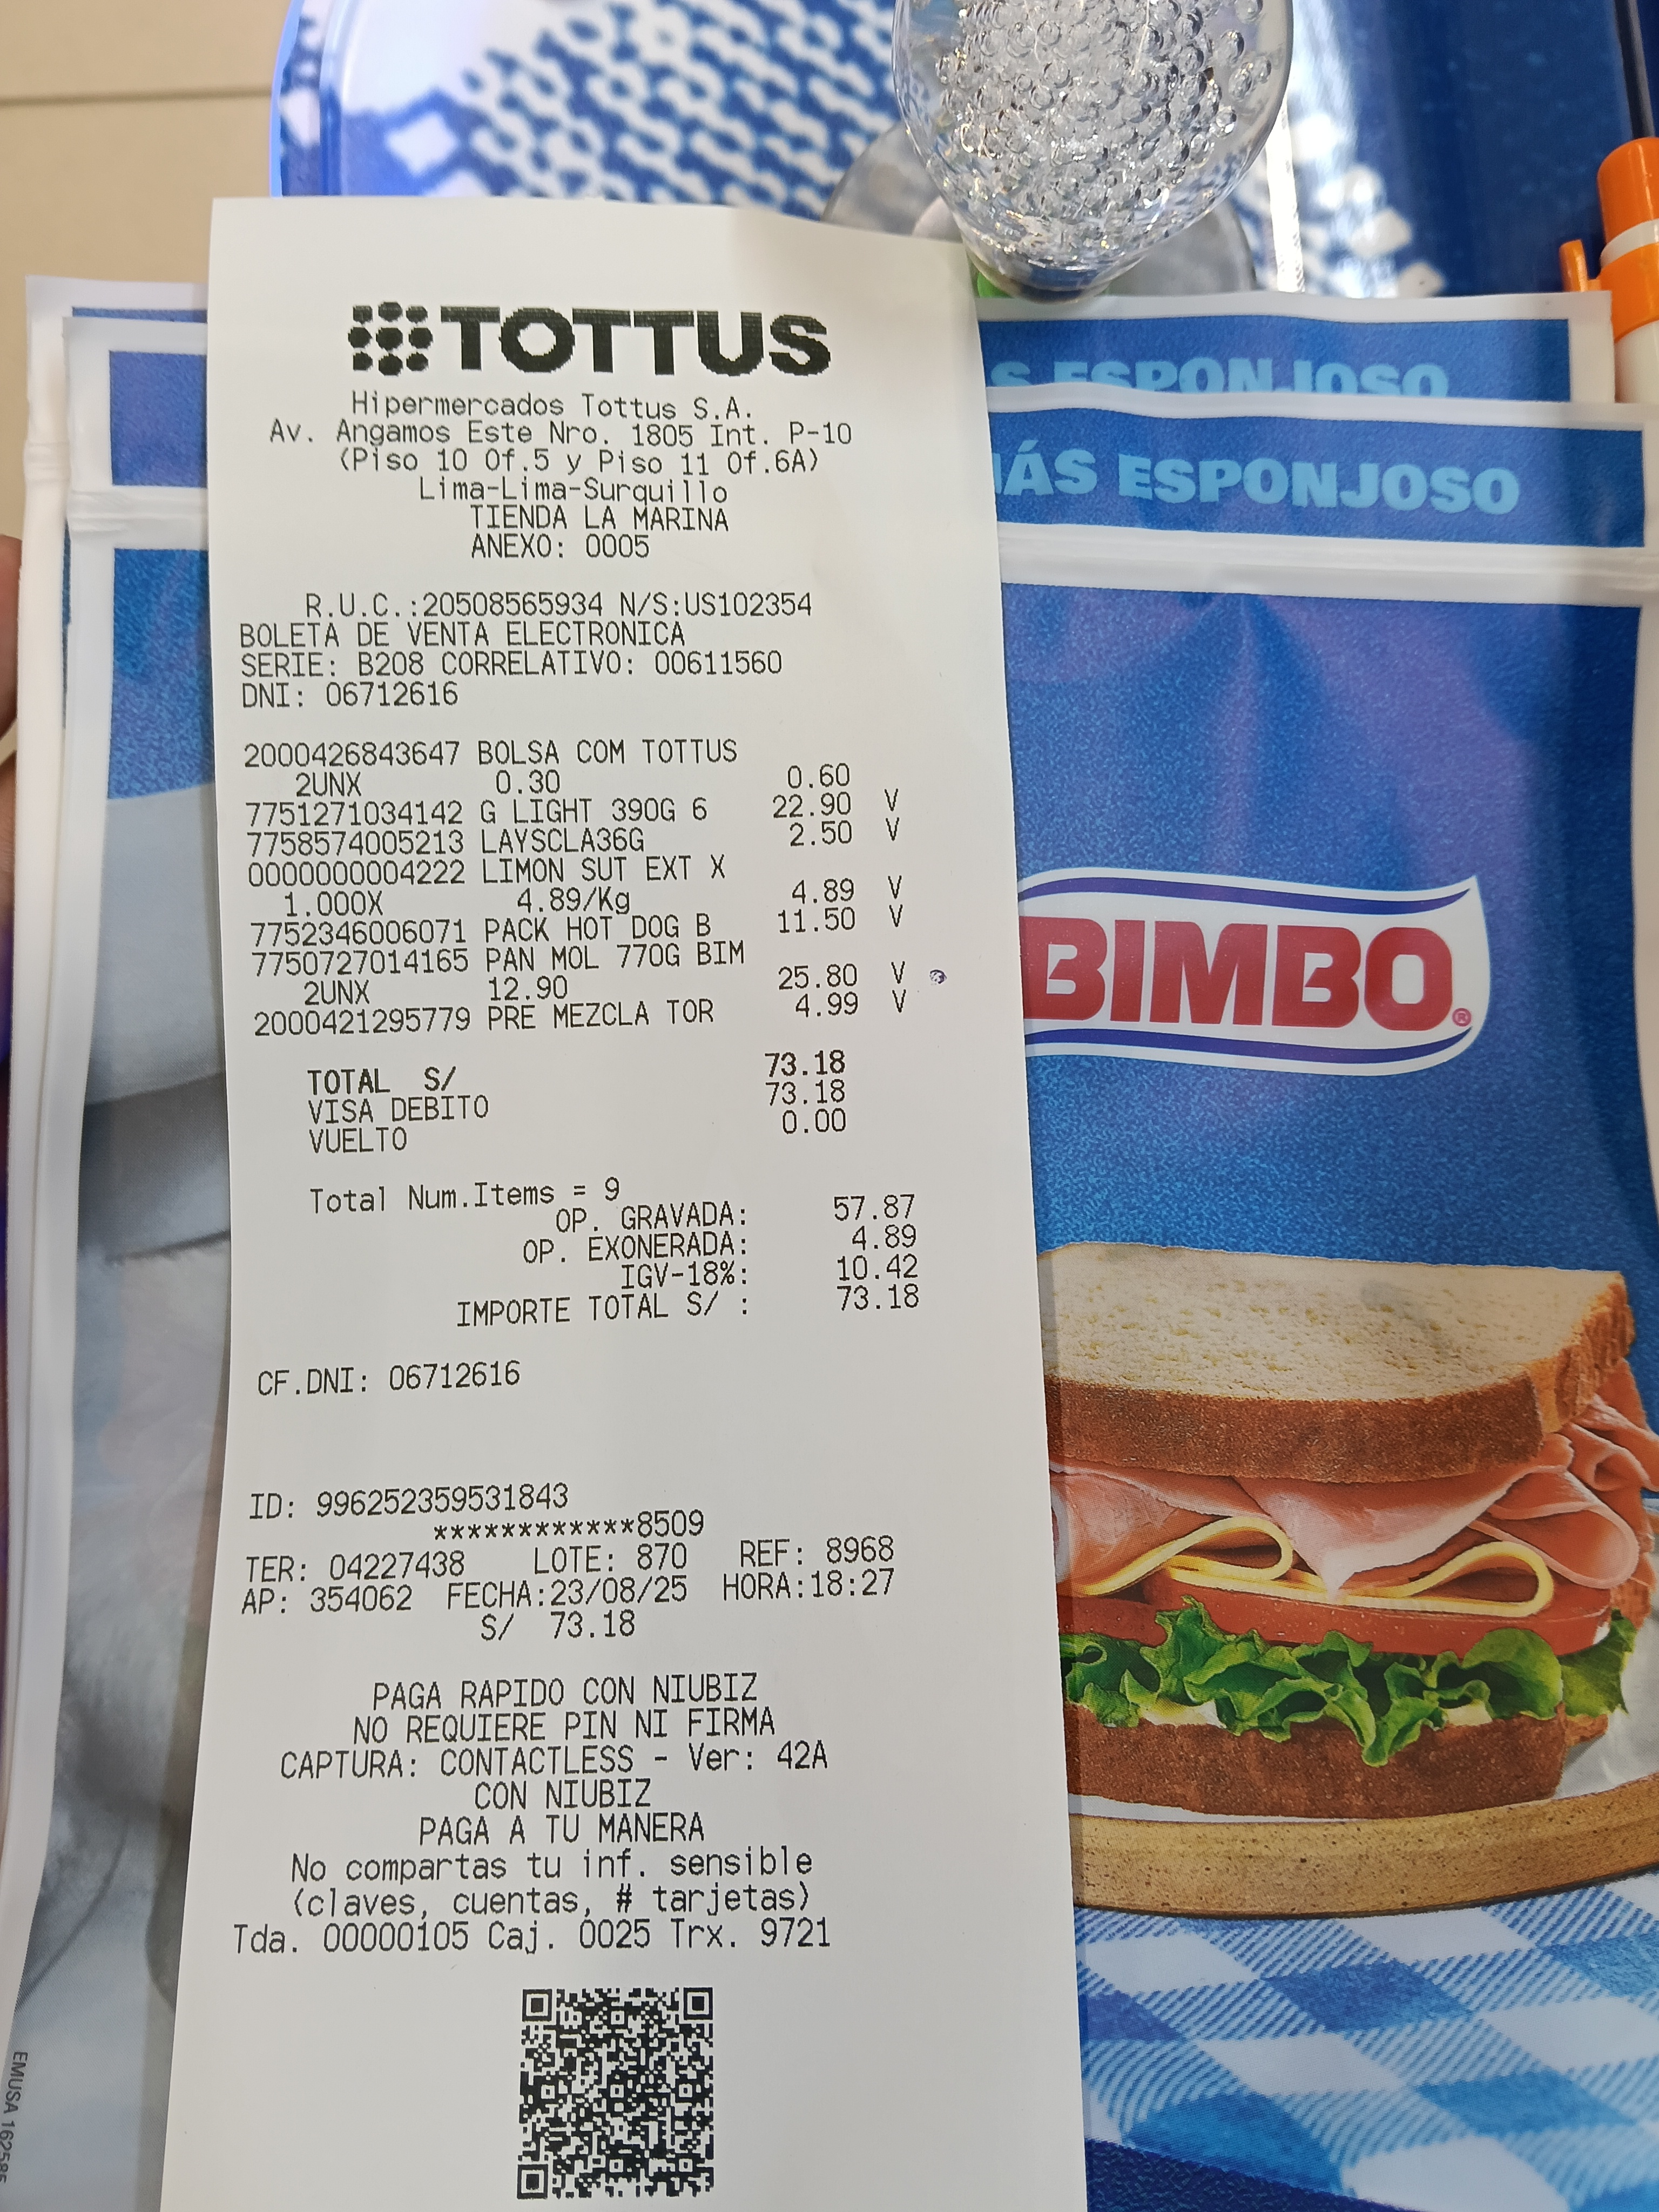 TOTTUS
Hipermercados Tottus S.A.
Av. Angamos Este Nro. 1805 Int. P-10
(Piso 10 Of.5 y Piso 11 Of.6A)
Lima-Lima-Surquillo
TIENDA LA MARINA
ANEXO: 0005
R.U.C.:20508565934 N/S:US102354
BOLETA DE VENTA ELECTRONICA
SERIE: B208 CORRELATIVO: 00611560
DNI: 06712616
2000426843647 BOLSA COM TOTTUS
2UNX 0.30 0.60
7751271034142 G LIGHT 390G 6 22.90 V
7758574005213 LAYSCLA36G 2.50 V
0000000004222 LIMON SUT EXT X
1.000X 4.89/Kg 4.89 V
7752346006071 PACK HOT DOG B 11.50 V
7750727014165 PAN MOL 770G BIM
2UNX 12.90 25.80 V
2000421295779 PRE MEZCLA TOR 4.99 V
TOTAL S/ 73.18
VISA DEBITO 73.18
VUELTO 0.00
Total Num.Items = 9
OP. GRAVADA: 57.87
OP. EXONERADA: 4.89
IGV-18%: 10.42
IMPORTE TOTAL S/ : 73.18
CF.DNI: 06712616
ID: 996252359531843
************8509
TER: 04227438 LOTE: 870 REF: 8968
AP: 354062 FECHA:23/08/25 HORA:18:27
S/ 73.18
PAGA RAPIDO CON NIUBIZ
NO REQUIERE PIN NI FIRMA
CAPTURA: CONTACTLESS - Ver: 42A
CON NIUBIZ
PAGA A TU MANERA
No compartas tu inf. sensible
(claves, cuentas, # tarjetas)
Tda. 00000105 Caj. 0025 Trx. 9721
S ESPONJOSO
MÁS ESPONJOSO
BIMBO®
EMUSA